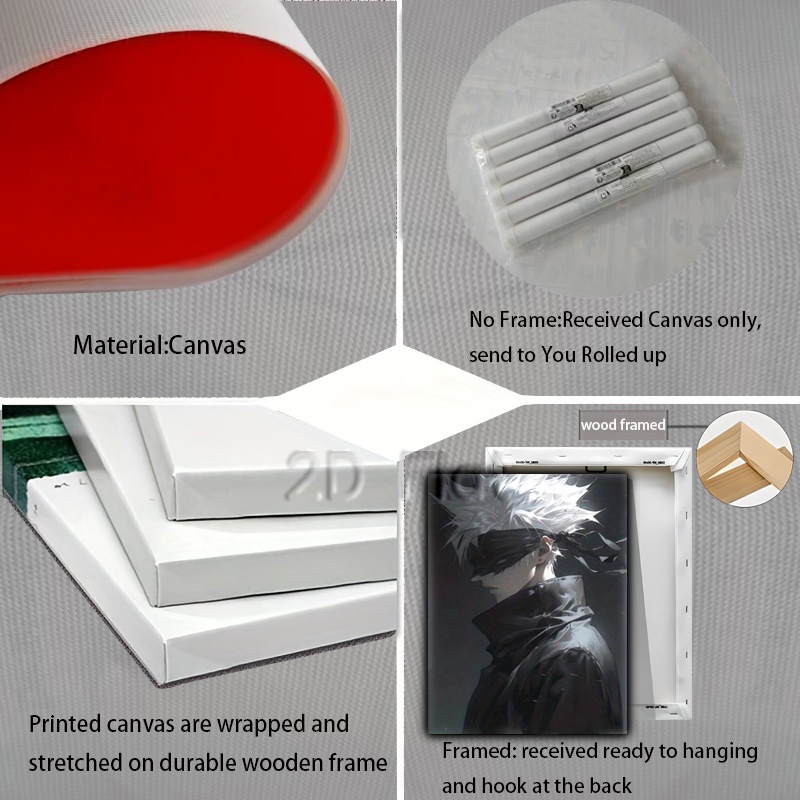 Material:Canvas
No Frame:Received Canvas only,
send to You Rolled up
2D
wood framed
Printed canvas are wrapped and
stretched on durable wooden frame
Framed: received ready to hanging
and hook at the back